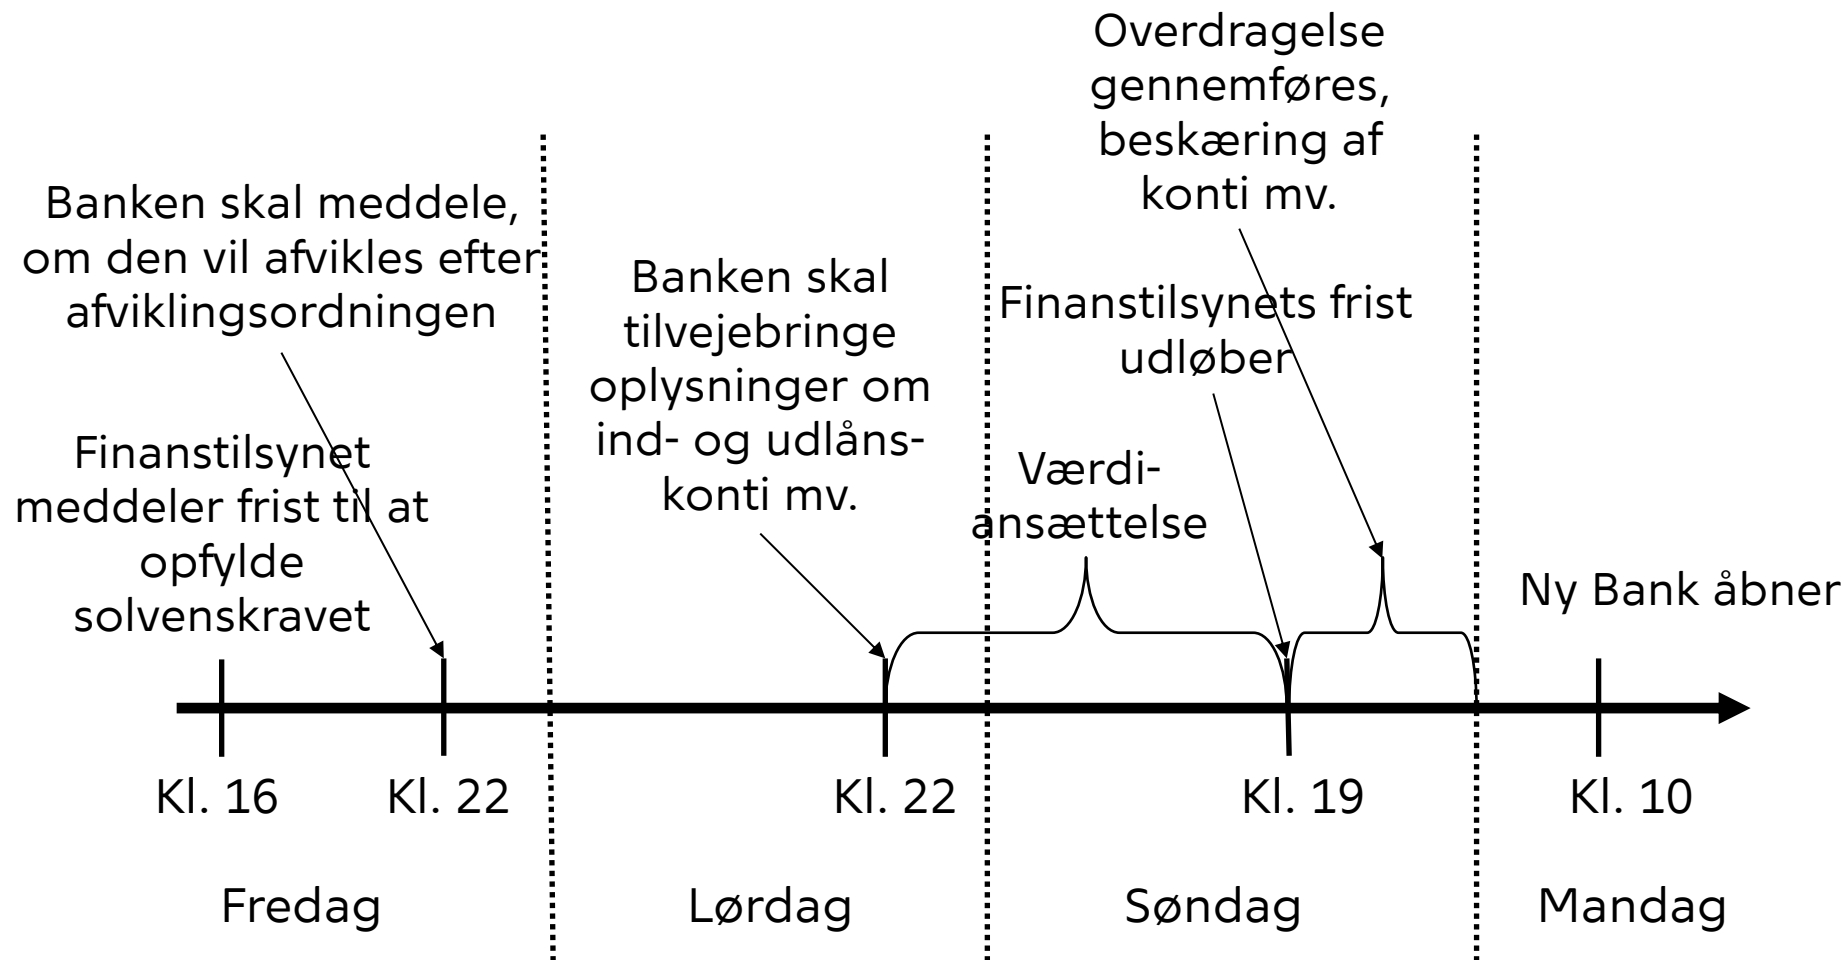 Overdragelse
gennemføres,
beskæring af
konti mv.
Banken skal meddele,
om den vil afvikles efter
afviklingsordningen
Banken skal
tilvejebringe
oplysninger om
ind- og udlåns-
konti mv.
Finanstilsynets frist
udløber
Finanstilsynet
meddeler frist til at
opfylde
solvenskravet
Værdi-
ansættelse
Ny Bank åbner
Kl. 16
Kl. 22
Kl. 22
Kl. 19
Kl. 10
Fredag
Lørdag
Søndag
Mandag